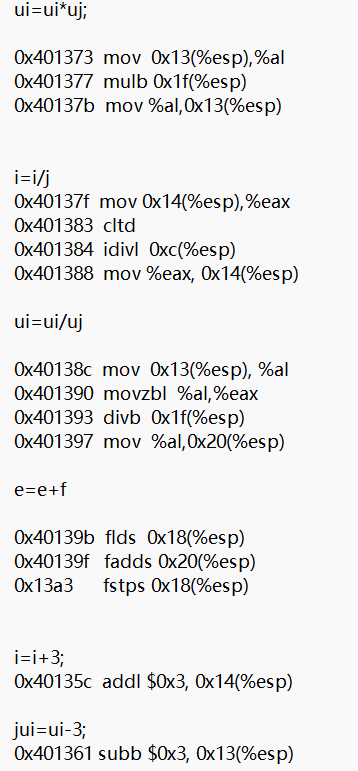 ui=ui*uj;
0x401373 mov 0x13(%esp),%al
0x401377 mulb 0x1f(%esp)
0x40137b mov %al,0x13(%esp)
i=i/j
0x40137f mov 0x14(%esp),%eax
0x401383 cltd
0x401384 idivl 0xc(%esp)
0x401388 mov %eax, 0x14(%esp)
ui=ui/uj
0x40138c mov 0x13(%esp), %al
0x401390 movzbl %al,%eax
0x401393 divb 0x1f(%esp)
0x401397 mov %al,0x20(%esp)
e=e+f
0x40139b flds 0x18(%esp)
0x40139f fadds 0x20(%esp)
0x13a3 fstps 0x18(%esp)
i=i+3;
0x40135c addl $0x3, 0x14(%esp)
jui=ui-3;
0x401361 subb $0x3, 0x13(%esp)